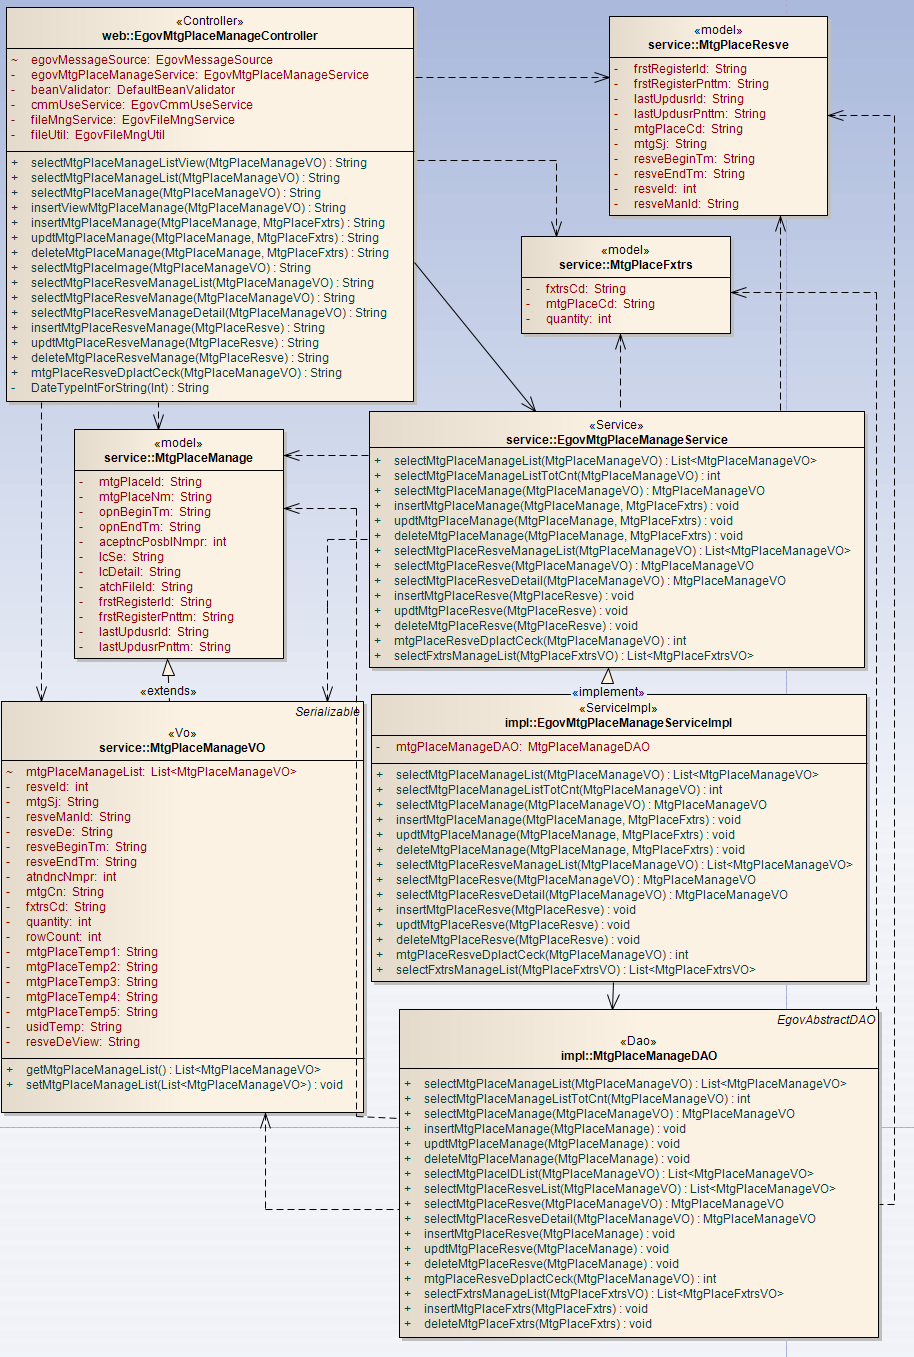 «Controller»
web::EgovMtgPlaceManageController
~ egovMessageSource: EgovMessageSource
- egovMtgPlaceManageService: EgovMtgPlaceManageService
- beanValidator: DefaultBeanValidator
- cmmUseService: EgovCmmUseService
- fileMngService: EgovFileMngService
- fileUtil: EgovFileMngUtil
+ selectMtgPlaceManageListView(MtgPlaceManageVO) : String
+ selectMtgPlaceManageList(MtgPlaceManageVO) : String
+ selectMtgPlaceManage(MtgPlaceManageVO) : String
+ insertViewMtgPlaceManage(MtgPlaceManageVO) : String
+ insertMtgPlaceManage(MtgPlaceManage, MtgPlaceFxtrs) : String
+ updtMtgPlaceManage(MtgPlaceManage, MtgPlaceFxtrs) : String
+ deleteMtgPlaceManage(MtgPlaceManage, MtgPlaceFxtrs) : String
+ selectMtgPlaceImage(MtgPlaceManageVO) : String
+ selectMtgPlaceResveManageList(MtgPlaceManageVO) : String
+ selectMtgPlaceResveManage(MtgPlaceManageVO) : String
+ selectMtgPlaceResveManageDetail(MtgPlaceManageVO) : String
+ insertMtgPlaceResveManage(MtgPlaceResve) : String
+ updtMtgPlaceResveManage(MtgPlaceResve) : String
+ deleteMtgPlaceResveManage(MtgPlaceResve) : String
+ mtgPlaceResveDplactCeck(MtgPlaceManageVO) : String
- DateTypeIntForString(Int) : String
«model»
service::MtgPlaceResve
- frstRegisterId: String
- frstRegisterPnttm: String
- lastUpdusrId: String
- lastUpdusrPnttm: String
- mtgPlaceCd: String
- mtgSj: String
- resveBeginTm: String
- resveEndTm: String
- resveId: int
- resveManId: String
«model»
service::MtgPlaceFxtrs
- fxtrsCd: String
- mtgPlaceCd: String
- quantity: int
«model»
service::MtgPlaceManage
- mtgPlaceId: String
- mtgPlaceNm: String
- opnBeginTm: String
- opnEndTm: String
- aceptncPosblNmpr: int
- lcSe: String
- lcDetail: String
- atchFileId: String
- frstRegisterId: String
- frstRegisterPnttm: String
- lastUpdusrId: String
- lastUpdusrPnttm: String
«Service»
service::EgovMtgPlaceManageService
+ selectMtgPlaceManageList(MtgPlaceManageVO) : List<MtgPlaceManageVO>
+ selectMtgPlaceManageListTotCnt(MtgPlaceManageVO) : int
+ selectMtgPlaceManage(MtgPlaceManageVO) : MtgPlaceManageVO
+ insertMtgPlaceManage(MtgPlaceManage, MtgPlaceFxtrs) : void
+ updtMtgPlaceManage(MtgPlaceManage, MtgPlaceFxtrs) : void
+ deleteMtgPlaceManage(MtgPlaceManage, MtgPlaceFxtrs) : void
+ selectMtgPlaceResveManageList(MtgPlaceManageVO) : List<MtgPlaceManageVO>
+ selectMtgPlaceResve(MtgPlaceManageVO) : MtgPlaceManageVO
+ selectMtgPlaceResveDetail(MtgPlaceManageVO) : MtgPlaceManageVO
+ insertMtgPlaceResve(MtgPlaceResve) : void
+ updtMtgPlaceResve(MtgPlaceResve) : void
+ deleteMtgPlaceResve(MtgPlaceResve) : void
+ mtgPlaceResveDplactCeck(MtgPlaceManageVO) : int
+ selectFxtrsManageList(MtgPlaceFxtrsVO) : List<MtgPlaceFxtrsVO>
«extends»
«implement»
Serializable
«Vo»
service::MtgPlaceManageVO
~ mtgPlaceManageList: List<MtgPlaceManageVO>
- resveId: int
- mtgSj: String
- resveManId: String
- resveDe: String
- resveBeginTm: String
- resveEndTm: String
- atndncNmpr: int
- mtgCn: String
- fxtrsCd: String
- quantity: int
- rowCount: int
- mtgPlaceTemp1: String
- mtgPlaceTemp2: String
- mtgPlaceTemp3: String
- mtgPlaceTemp4: String
- mtgPlaceTemp5: String
- usidTemp: String
- resveDeView: String
+ getMtgPlaceManageList() : List<MtgPlaceManageVO>
+ setMtgPlaceManageList(List<MtgPlaceManageVO>) : void
«ServiceImpl»
impl::EgovMtgPlaceManageServiceImpl
- mtgPlaceManageDAO: MtgPlaceManageDAO
+ selectMtgPlaceManageList(MtgPlaceManageVO) : List<MtgPlaceManageVO>
+ selectMtgPlaceManageListTotCnt(MtgPlaceManageVO) : int
+ selectMtgPlaceManage(MtgPlaceManageVO) : MtgPlaceManageVO
+ insertMtgPlaceManage(MtgPlaceManage, MtgPlaceFxtrs) : void
+ updtMtgPlaceManage(MtgPlaceManage, MtgPlaceFxtrs) : void
+ deleteMtgPlaceManage(MtgPlaceManage, MtgPlaceFxtrs) : void
+ selectMtgPlaceResveManageList(MtgPlaceManageVO) : List<MtgPlaceManageVO>
+ selectMtgPlaceResve(MtgPlaceManageVO) : MtgPlaceManageVO
+ selectMtgPlaceResveDetail(MtgPlaceManageVO) : MtgPlaceManageVO
+ insertMtgPlaceResve(MtgPlaceResve) : void
+ updtMtgPlaceResve(MtgPlaceResve) : void
+ deleteMtgPlaceResve(MtgPlaceResve) : void
+ mtgPlaceResveDplactCeck(MtgPlaceManageVO) : int
+ selectFxtrsManageList(MtgPlaceFxtrsVO) : List<MtgPlaceFxtrsVO>
EgovAbstractDAO
«Dao»
impl::MtgPlaceManageDAO
+ selectMtgPlaceManageList(MtgPlaceManageVO) : List<MtgPlaceManageVO>
+ selectMtgPlaceManageListTotCnt(MtgPlaceManageVO) : int
+ selectMtgPlaceManage(MtgPlaceManageVO) : MtgPlaceManageVO
+ insertMtgPlaceManage(MtgPlaceManage) : void
+ updtMtgPlaceManage(MtgPlaceManage) : void
+ deleteMtgPlaceManage(MtgPlaceManage) : void
+ selectMtgPlaceIDList(MtgPlaceManageVO) : List<MtgPlaceManageVO>
+ selectMtgPlaceResveList(MtgPlaceManageVO) : List<MtgPlaceManageVO>
+ selectMtgPlaceResve(MtgPlaceManageVO) : MtgPlaceManageVO
+ selectMtgPlaceResveDetail(MtgPlaceManageVO) : MtgPlaceManageVO
+ insertMtgPlaceResve(MtgPlaceManage) : void
+ updtMtgPlaceResve(MtgPlaceManage) : void
+ deleteMtgPlaceResve(MtgPlaceManage) : void
+ mtgPlaceResveDplactCeck(MtgPlaceManageVO) : int
+ selectFxtrsManageList(MtgPlaceFxtrsVO) : List<MtgPlaceFxtrsVO>
+ insertMtgPlaceFxtrs(MtgPlaceFxtrs) : void
+ deleteMtgPlaceFxtrs(MtgPlaceFxtrs) : void